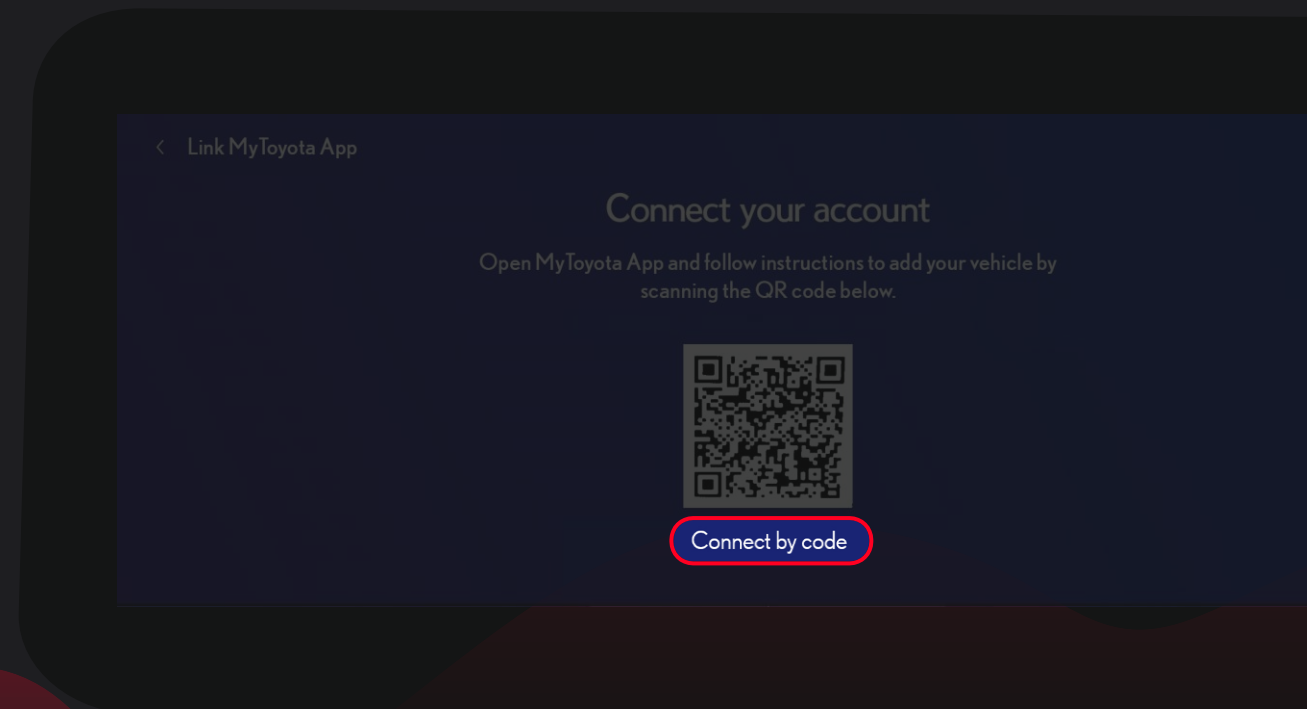 Link MyToyota App
Connect your account
Open MyToyota App and follow instructions to add your vehicle by
scanning the QR code below.
Connect by code